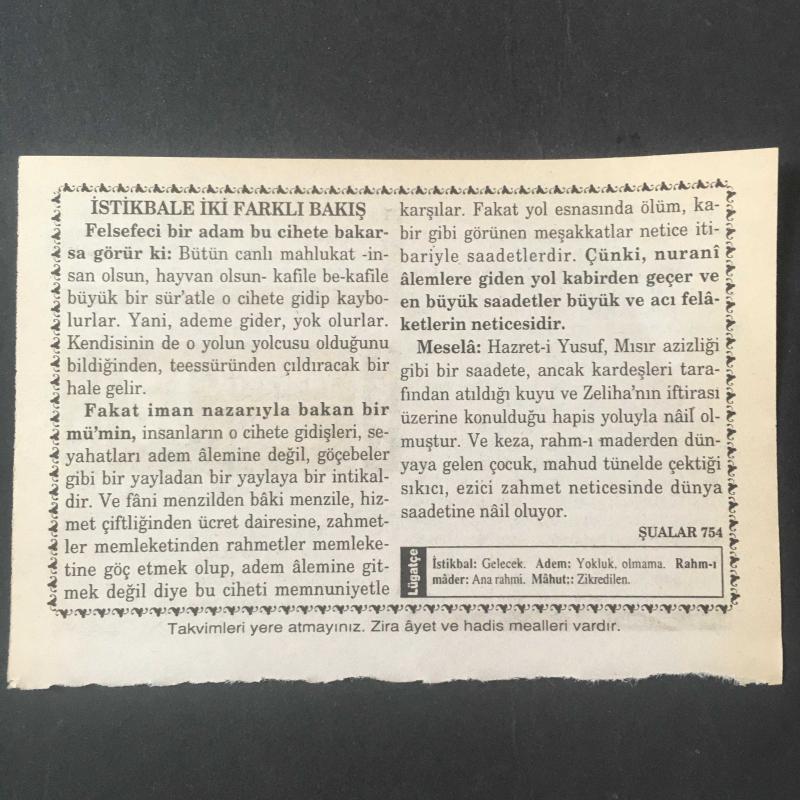 İSTİKBALE İKİ FARKLI BAKIŞ
Felsefeci bir adam bu cihete bakar-
sa görür ki: Bütün canlı mahlukat -in-
san olsun, hayvan olsun- kafile be-kafile
büyük bir sür'atle o cihete gidip kaybo-
lurlar. Yani, ademe gider, yok olurlar.
Kendisinin de o yolun yolcusu olduğunu
bildiğinden, teessüründen çıldıracak bir
hale gelir.
Fakat iman nazarıyla bakan bir
mü'min, insanların o cihete gidişleri, se-
yahatları adem âlemine değil, göçebeler
gibi bir yayladan bir yaylaya bir intikal-
dir. Ve fâni menzilden bâki menzile, hiz-
met çiftliğinden ücret dairesine, zahmet-
ler memleketinden rahmetler memleke-
tine göç etmek olup, adem âlemine git-
mek değil diye bu ciheti memnuniyetle
karşılar. Fakat yol esnasında ölüm, ka-
bir gibi görünen meşakkatlar netice iti-
bariyle saadetlerdir. Çünki, nuranî
âlemlere giden yol kabirden geçer ve
en büyük saadetler büyük ve acı felâ-
ketlerin neticesidir.
Meselâ: Hazret-i Yusuf, Mısır azizliği
gibi bir saadete, ancak kardeşleri tara-
fından atıldığı kuyu ve Zeliha'nın iftirası
üzerine konulduğu hapis yoluyla nâil ol-
muştur. Ve keza, rahm-ı maderden dün-
yaya gelen çocuk, mahud tünelde çektiği
sıkıcı, ezici zahmet neticesinde dünya
saadetine nâil oluyor.
ŞUALAR 754
Lügatçe
İstikbal: Gelecek. Adem: Yokluk, olmama. Rahm-ı
mâder: Ana rahmi. Mâhut:: Zikredilen.
Takvimleri yere atmayınız. Zira âyet ve hadis mealleri vardır.